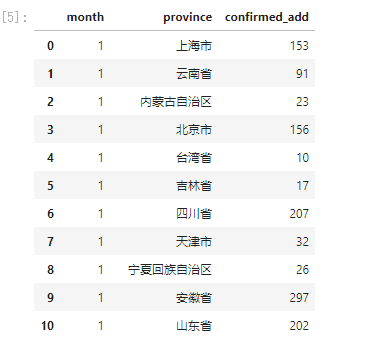 [5]:
month province confirmed_add
0 1 上海市 153
1 1 云南省 91
2 1 内蒙古自治区 23
3 1 北京市 156
4 1 台湾省 10
5 1 吉林省 17
6 1 四川省 207
7 1 天津市 32
8 1 宁夏回族自治区 26
9 1 安徽省 297
10 1 山东省 202